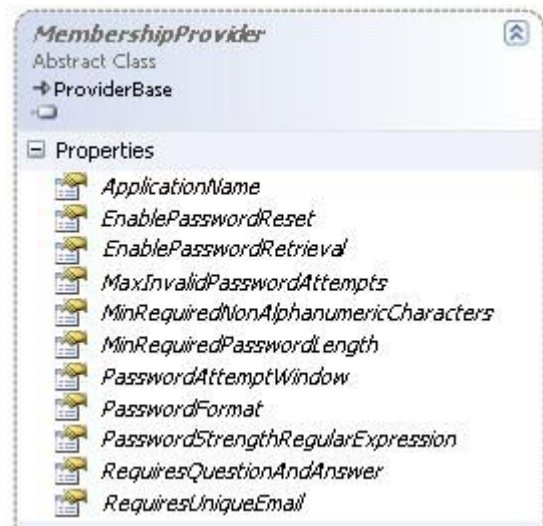 MembershipProvider
Abstract Class
ProviderBase
Properties
ApplicationName
EnablePasswordReset
EnablePasswordRetrieval
MaxInvalidPasswordAttempts
MinRequiredNonAlphanumericCharacters
MinRequiredPasswordLength
PasswordAttemptWindow
PasswordFormat
PasswordStrengthRegularExpression
RequiresQuestionAndAnswer
RequiresUniqueEmail